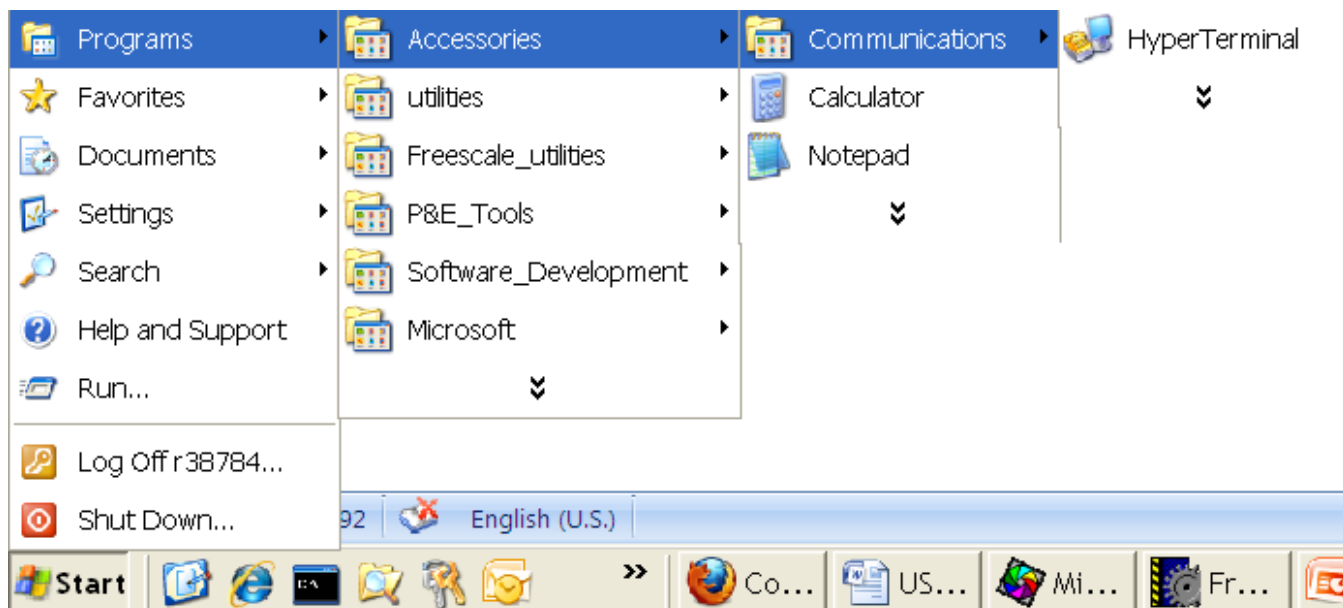 Programs
Favorites
Documents
Settings
Search
Help and Support
Run...
Log Off r38784...
Shut Down...
Accessories
utilities
Freescale_utilities
P&E_Tools
Software_Development
Microsoft
Communications
Calculator
Notepad
HyperTerminal
92 English (U.S.)
Start C:\ Co... US... Mi... Fr...